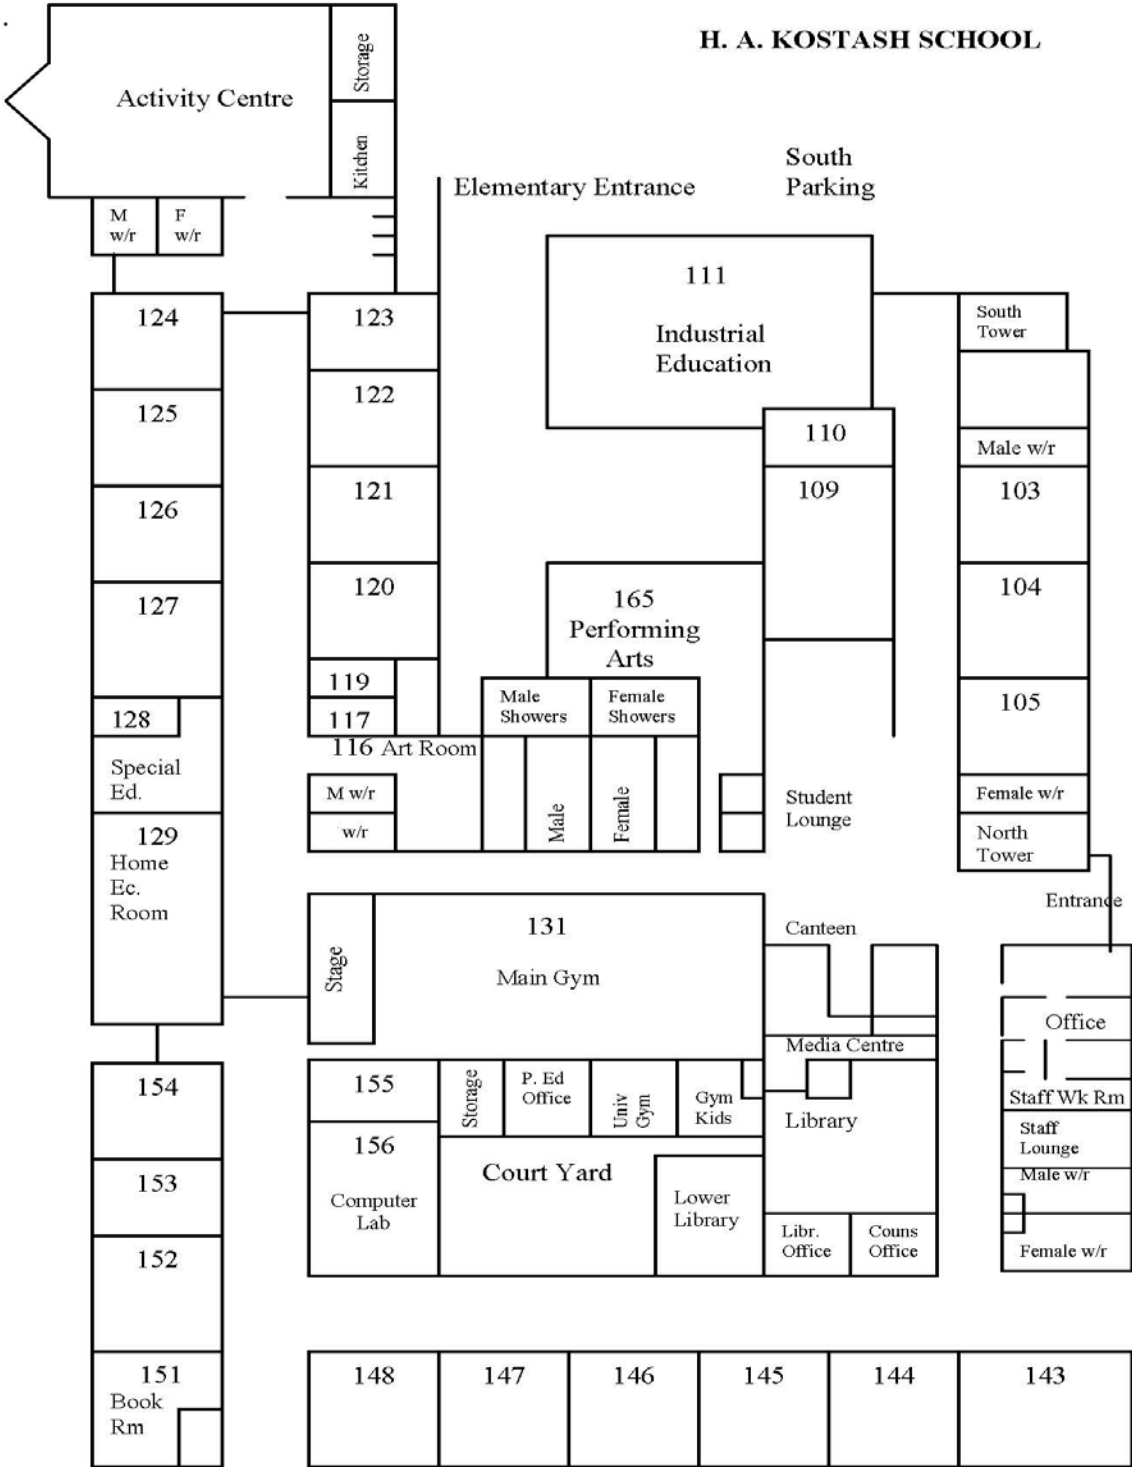 H. A. KOSTASH SCHOOL
Storage
Activity Centre
Kitchen
South
Parking
Elementary Entrance
M
w/r
F
w/r
111
Industrial
Education
South
Tower
124
123
122
125
110
Male w/r
121
109
103
126
120
104
127
165
Performing
Arts
119
Male
Showers
Female
Showers
105
128
117
116 Art Room
Special
Ed.
M w/r
w/r
Male
Female
Student
Lounge
Female w/r
North
Tower
129
Home
Ec.
Room
Entrance
131
Main Gym
Stage
Canteen
Office
Media Centre
154
155
Storage
P. Ed
Office
Univ
Gym
Gym
Kids
Library
Staff Wk Rm
Staff
Lounge
156
Computer
Lab
Court Yard
153
Male w/r
Lower
Library
Libr.
Office
Couns
Office
Female w/r
152
151
Book
Rm
148
147
146
145
144
143